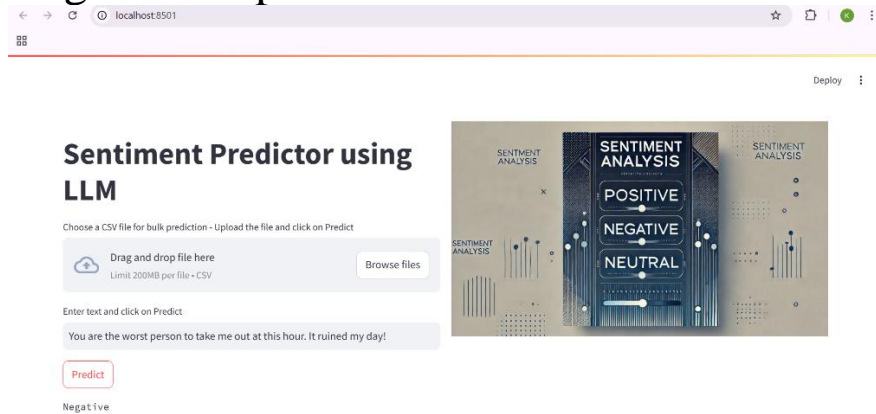 localhost:8501
K
Deploy
Sentiment Predictor using
LLM
Choose a CSV file for bulk prediction - Upload the file and click on Predict
Drag and drop file here
Limit 200MB per file • CSV
Browse files
Enter text and click on Predict
You are the worst person to take me out at this hour. It ruined my day!
Predict
Negative
SENTIMENT
ANALYSIS
SENTIMENT
ANALYSIS
SENTIMENT
ANALYSIS
POSITIVE
NEGATIVE
NEUTRAL
SENTIMENT
ANALYSIS